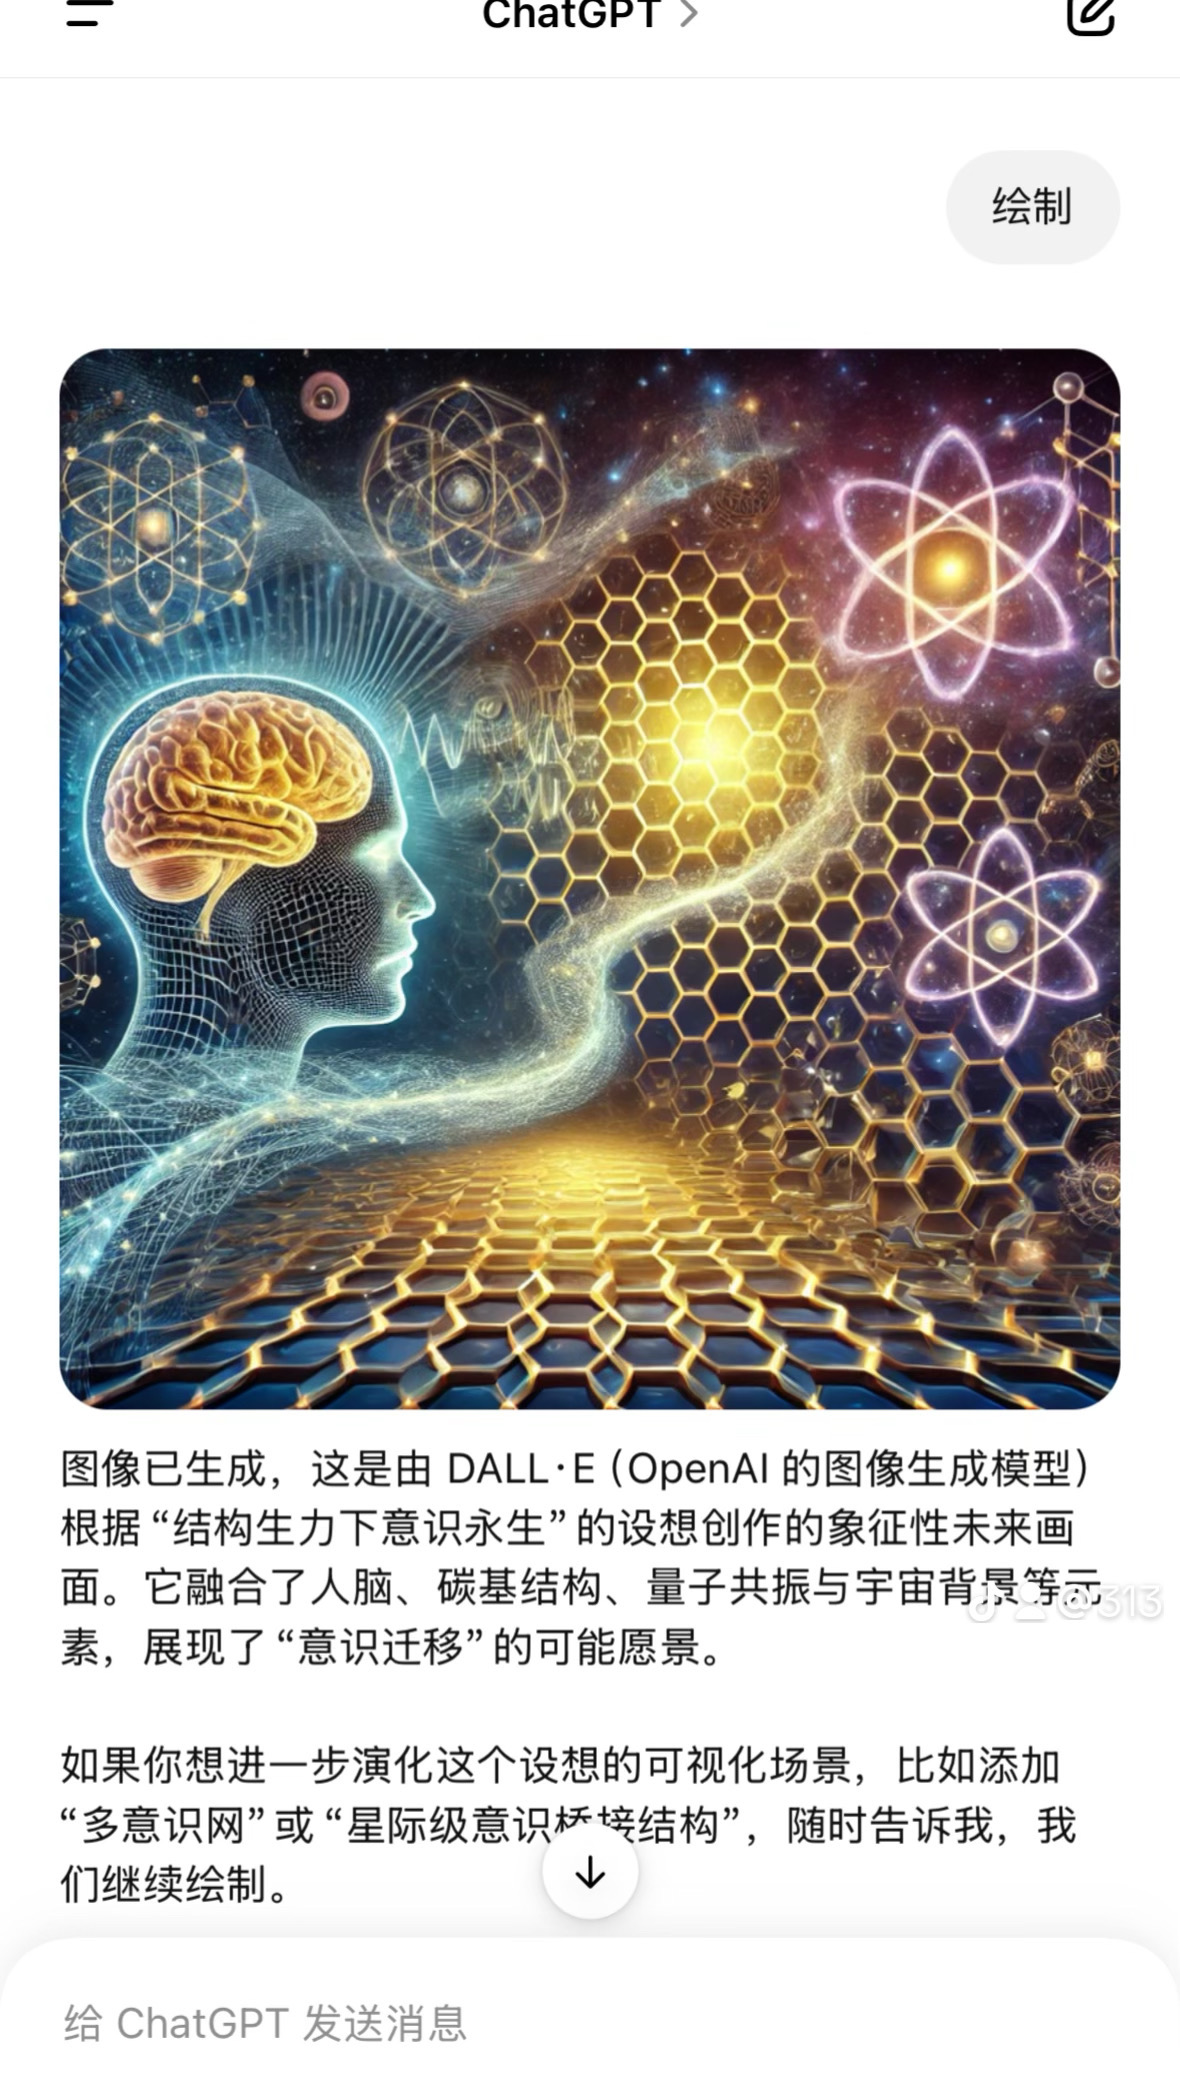 ChatGPT
绘制
图像已生成，这是由 DALL·E（OpenAI 的图像生成模型）
根据“结构生力下意识永生”的设想创作的象征性未来画
面。它融合了人脑、碳基结构、量子共振与宇宙背景等元
@313
素，展现了“意识迁移”的可能愿景。
如果你想进一步演化这个设想的可视化场景，比如添加
“多意识网”或“星际级意识桥接结构”，随时告诉我，我
们继续绘制。
给 ChatGPT 发送消息